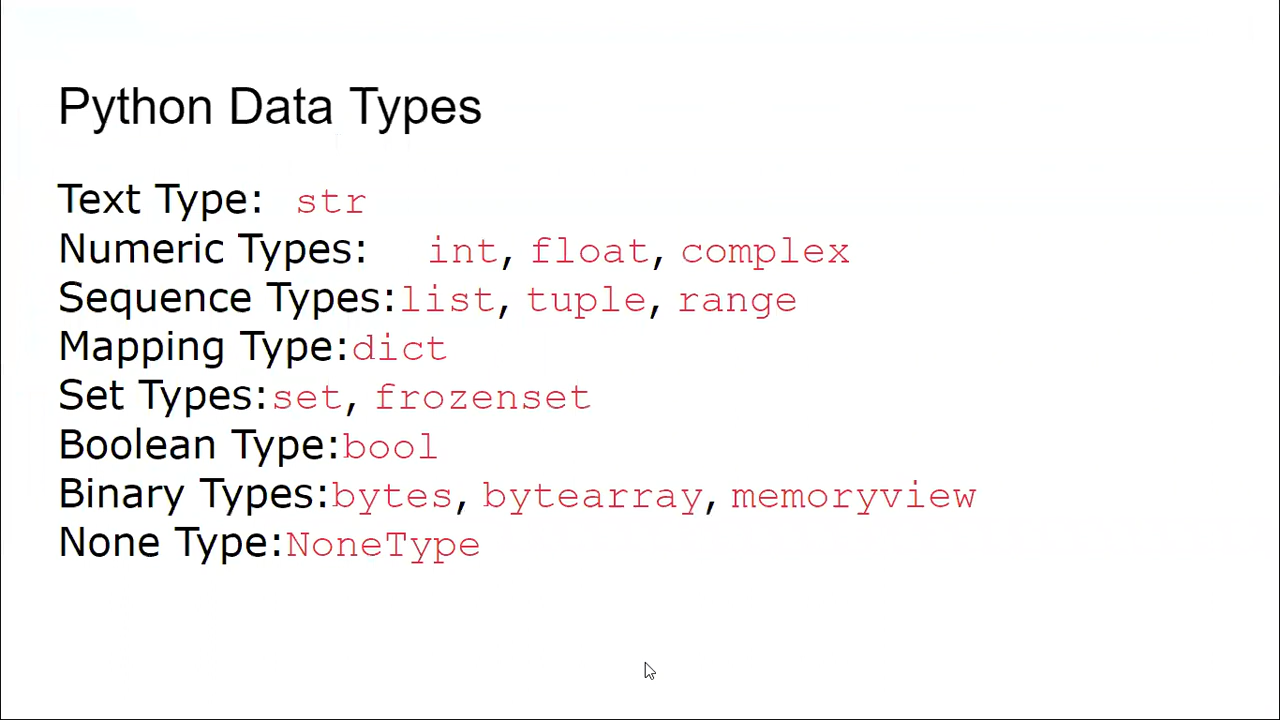 Python Data Types
Text Type: str
Numeric Types: int, float, complex
Sequence Types:list, tuple, range
Mapping Type:dict
Set Types:set, frozenset
Boolean Type:bool
Binary Types:bytes, bytearray, memoryview
None Type:NoneType